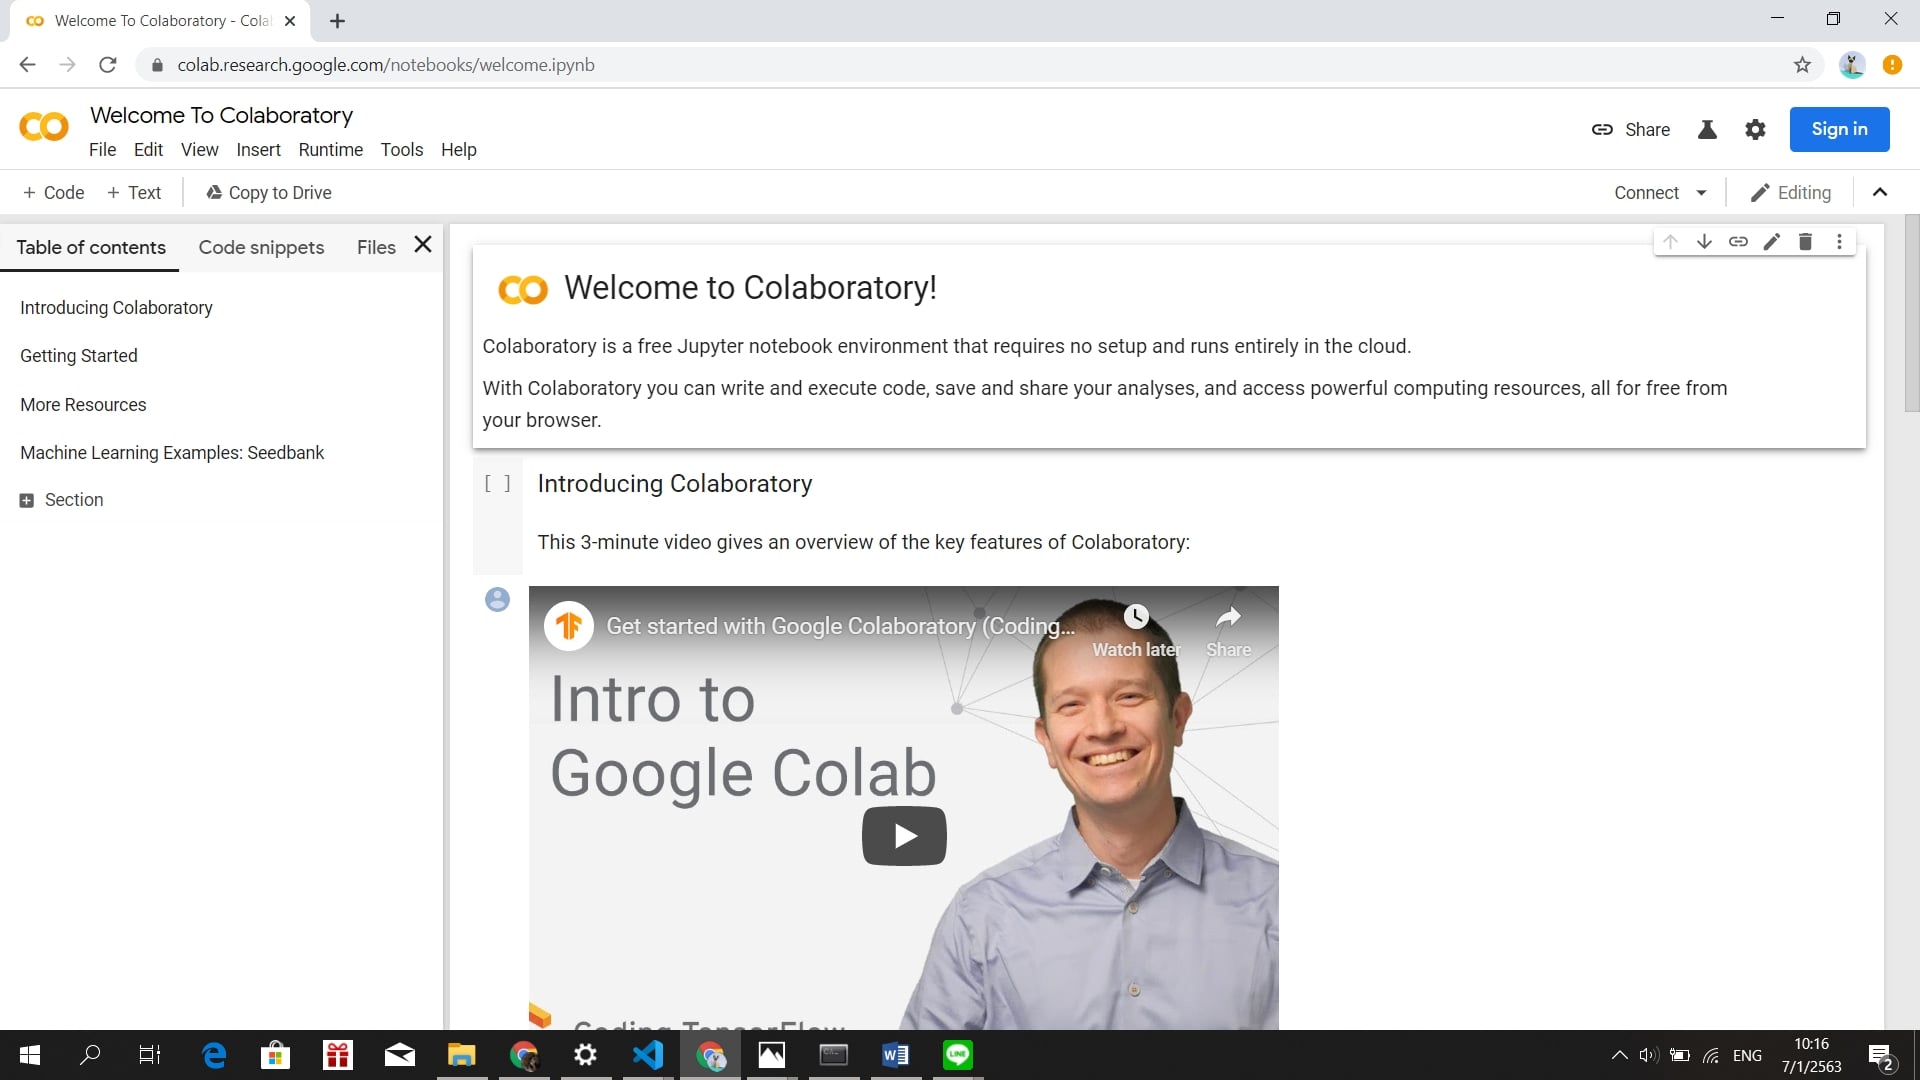 Welcome To Colaboratory - Cola
colab.research.google.com/notebooks/welcome.ipynb
Welcome To Colaboratory
File Edit View Insert Runtime Tools Help
Share
Sign in
+ Code + Text Copy to Drive
Connect
Editing
Table of contents Code snippets Files
Introducing Colaboratory
Getting Started
More Resources
Machine Learning Examples: Seedbank
Section
Welcome to Colaboratory!
Colaboratory is a free Jupyter notebook environment that requires no setup and runs entirely in the cloud.
With Colaboratory you can write and execute code, save and share your analyses, and access powerful computing resources, all for free from
your browser.
[ ] Introducing Colaboratory
This 3-minute video gives an overview of the key features of Colaboratory:
Get started with Google Colaboratory (Coding...
Watch later
Share
Intro to
Google Colab
Coding TensorFlow
LINE
ENG
10:16
7/1/2563
2